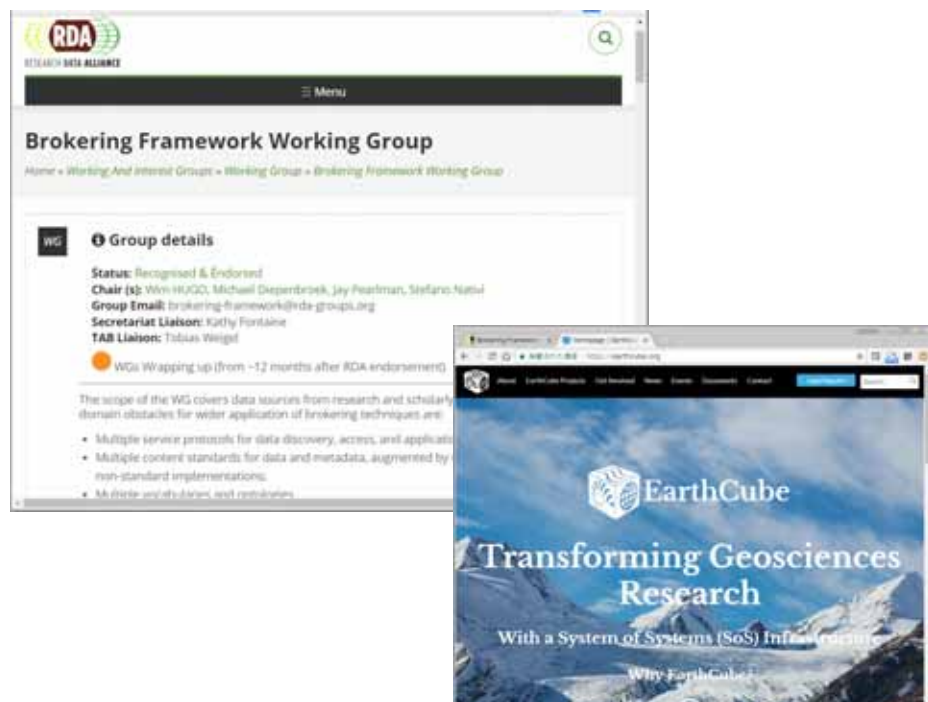 RDA
RESEARCH DATA ALLIANCE
☰ Menu
Brokering Framework Working Group
Home » Working And Interest Groups » Working Group » Brokering Framework Working Group
WG
Group details
Status: Recognised & Endorsed
Chair (s): Wim HUGO, Michael Diepenbroek, Jay Pearlman, Stefano Nativi
Group Email: brokering-framework@rda-groups.org
Secretariat Liaison: Kathy Fontaine
TAB Liaison: Tobias Weigel
WGs Wrapping up (from ~12 months after RDA endorsement)
The scope of the WG covers data sources from research and scholarly
domain obstacles for wider application of brokering techniques are:
• Multiple service protocols for data discovery, access, and applicatio
• Multiple content standards for data and metadata, augmented by
non-standard implementations;
• Multiple vocabularies and ontologies
About EarthCube Projects Get Involved News Events Documents Contact
EarthCube
Transforming Geosciences
Research
With a System of Systems (SoS) Infrastructure
Why EarthCube?